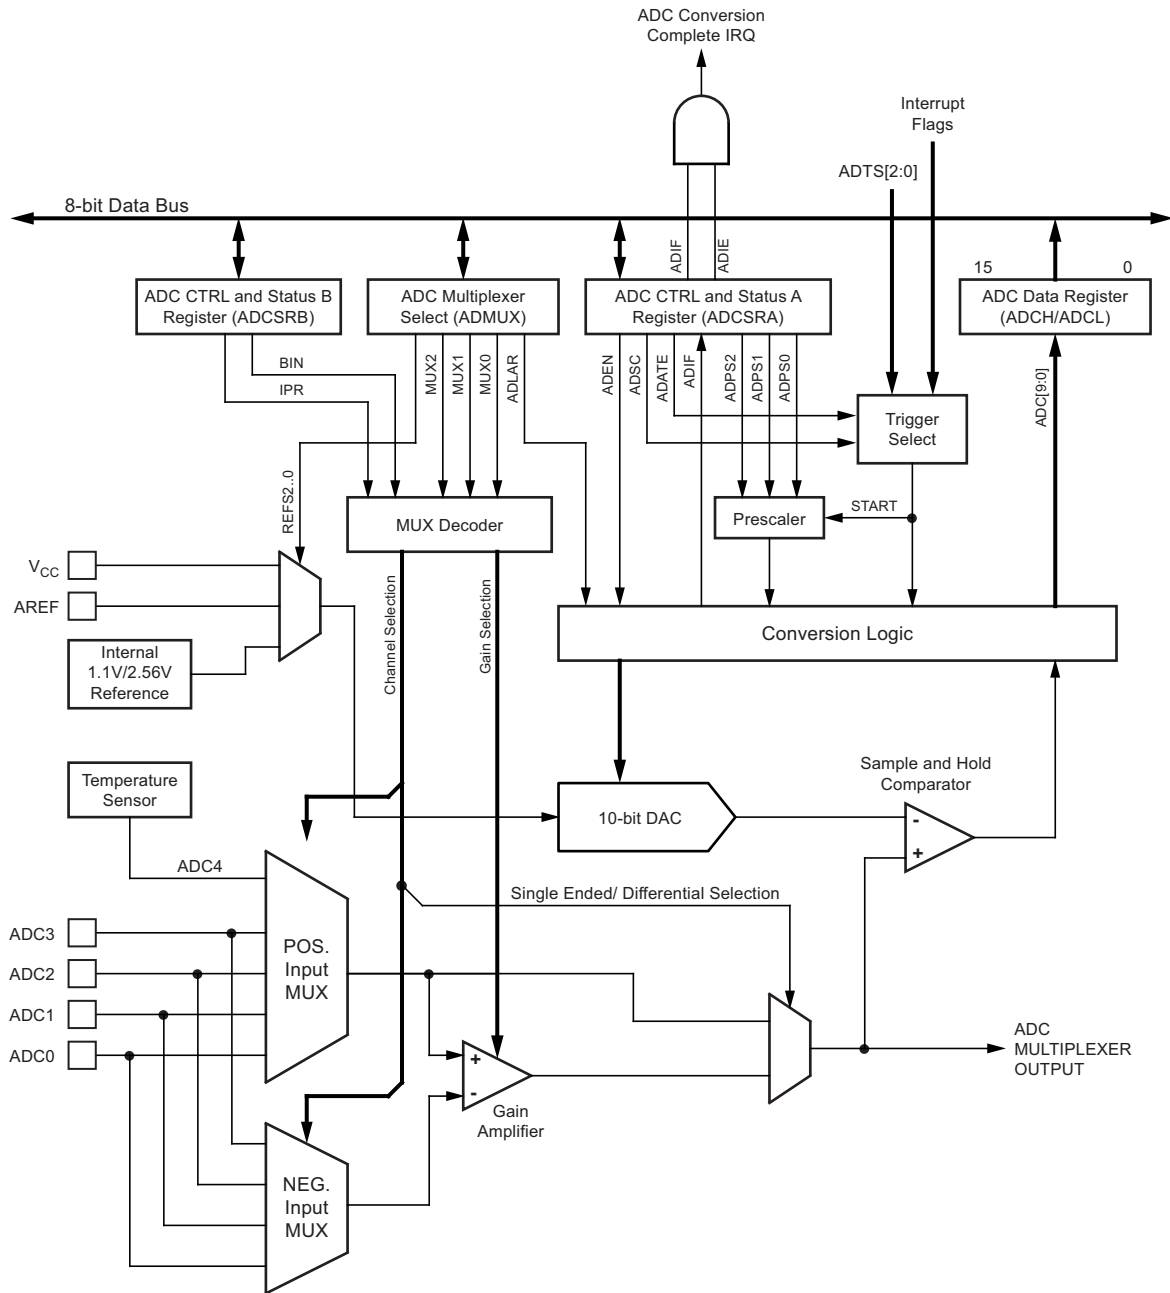 ADC Conversion
Complete IRQ
Interrupt
Flags
ADTS[2:0]
8-bit Data Bus
ADIF
ADIE
15
0
ADC CTRL and Status B
Register (ADCSRB)
ADC Multiplexer
Select (ADMUX)
ADC CTRL and Status A
Register (ADCSRA)
ADC Data Register
(ADCH/ADCL)
BIN
IPR
MUX2
MUX1
MUX0
ADLAR
ADEN
ADSC
ADATE
ADIF
ADPS2
ADPS1
ADPS0
ADC[9:0]
Trigger
Select
REFS2..0
MUX Decoder
Prescaler
START
VCC
AREF
Internal
1.1V/2.56V
Reference
Channel Selection
Gain Selection
Conversion Logic
Temperature
Sensor
10-bit DAC
Sample and Hold
Comparator
-
+
ADC4
Single Ended/ Differential Selection
ADC3
ADC2
ADC1
ADC0
POS.
Input
MUX
+
-
Gain
Amplifier
ADC
MULTIPLEXER
OUTPUT
NEG.
Input
MUX